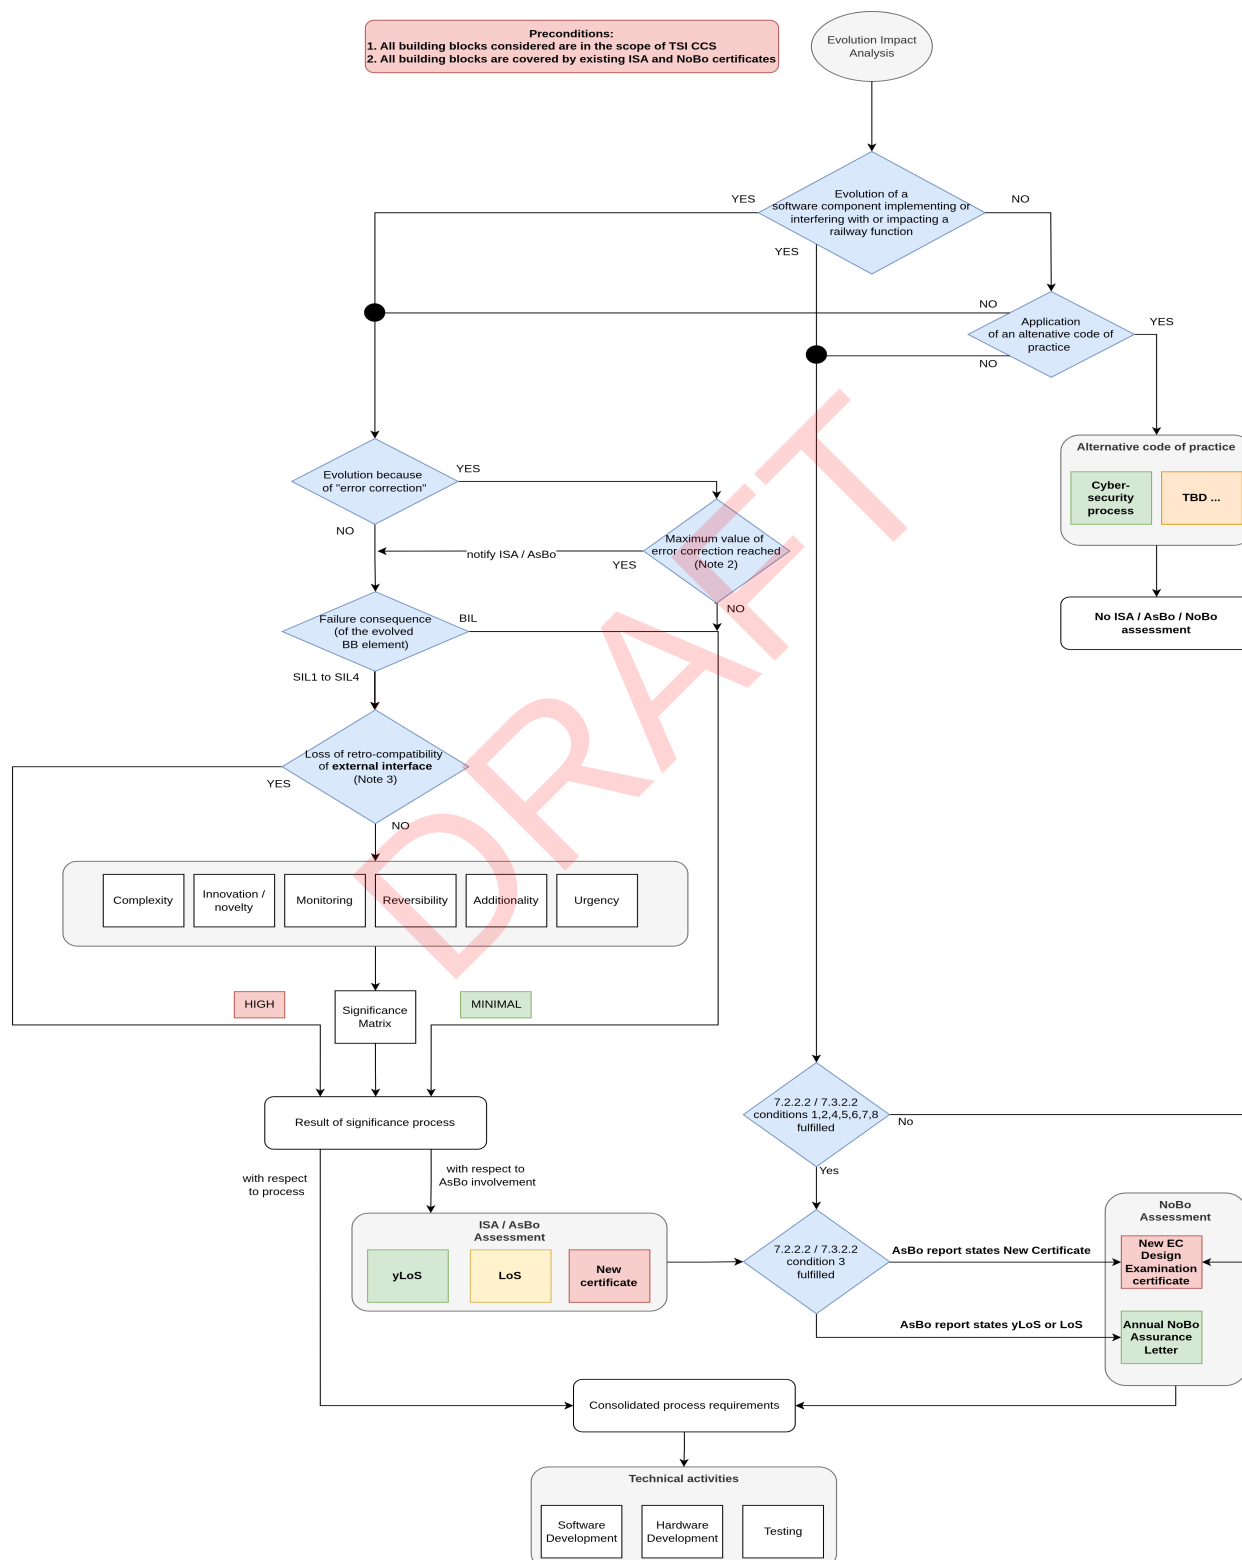 Preconditions:
1. All building blocks considered are in the scope of TSI CCS
2. All building blocks are covered by existing ISA and NoBo certificates
Evolution Impact
Analysis
Evolution of a
software component implementing or
interfering with or impacting a
railway function
YES
NO
YES
NO
Application
of an altenative code of
practice
YES
NO
Alternative code of practice
Cyber-
security
process
TBD ...
No ISA / AsBo / NoBo
assessment
Evolution because
of "error correction"
YES
NO
Maximum value of
error correction reached
(Note 2)
notify ISA / AsBo
YES
NO
Failure consequence
(of the evolved
BB element)
BIL
SIL1 to SIL4
Loss of retro-compatibility
of external interface
(Note 3)
YES
NO
Complexity
Innovation /
novelty
Monitoring
Reversibility
Additionality
Urgency
HIGH
Significance
Matrix
MINIMAL
Result of significance process
with respect
to process
with respect to
AsBo involvement
7.2.2.2 / 7.3.2.2
conditions 1,2,4,5,6,7,8
fulfilled
No
Yes
ISA / AsBo
Assessment
yLoS
LoS
New
certificate
7.2.2.2 / 7.3.2.2
condition 3
fulfilled
AsBo report states New Certificate
AsBo report states yLoS or LoS
NoBo
Assessment
New EC
Design
Examination
certificate
Annual NoBo
Assurance
Letter
Consolidated process requirements
Technical activities
Software
Development
Hardware
Development
Testing
DRAFT